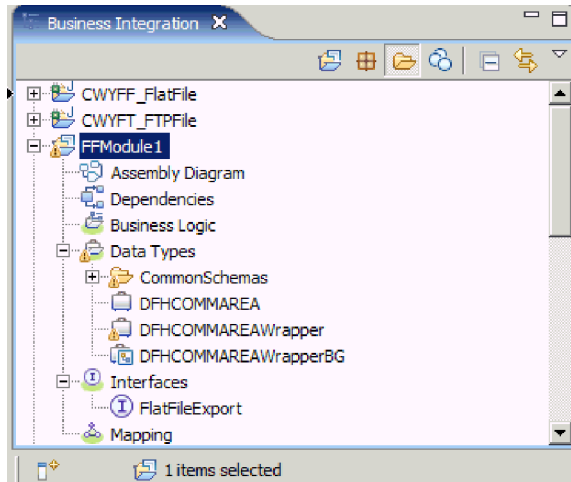 Business Integration
CWYFF_FlatFile
CWYFT_FTPFile
FFModule1
Assembly Diagram
Dependencies
Business Logic
Data Types
CommonSchemas
DFHCOMMAREA
DFHCOMMAREAWrapper
DFHCOMMAREAWrapperBG
Interfaces
FlatFileExport
Mapping
1 items selected